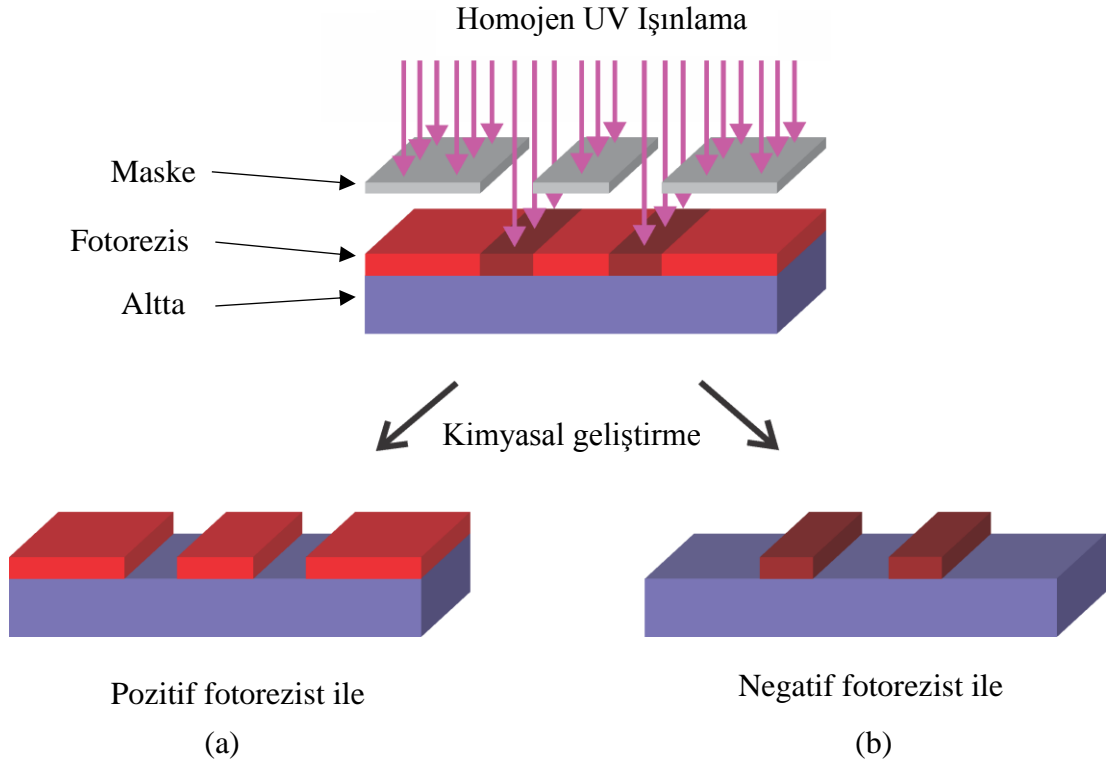 Homojen UV Işınlama
Maske
Fotorezis
Altta
Kimyasal geliştirme
Pozitif fotorezist ile
Negatif fotorezist ile
(a)
(b)